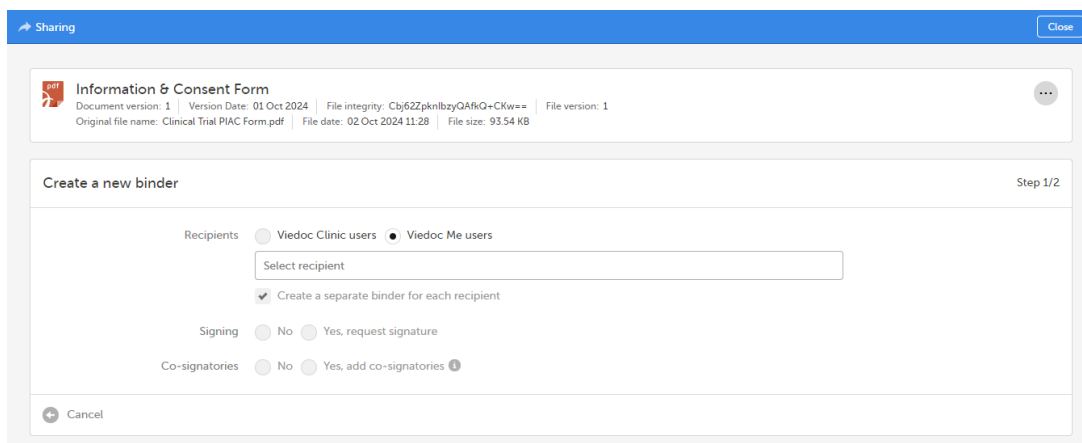 Sharing
Close
pdf
Information & Consent Form
Document version: 1 Version Date: 01 Oct 2024 File integrity: Cbj62ZpknIbzyQAfkQ+CKw== File version: 1
Original file name: Clinical Trial PIAC Form.pdf File date: 02 Oct 2024 11:28 File size: 93.54 KB
Create a new binder
Step 1/2
Recipients Viedoc Clinic users Viedoc Me users
Select recipient
Create a separate binder for each recipient
Signing No Yes, request signature
Co-signatories No Yes, add co-signatories
Cancel